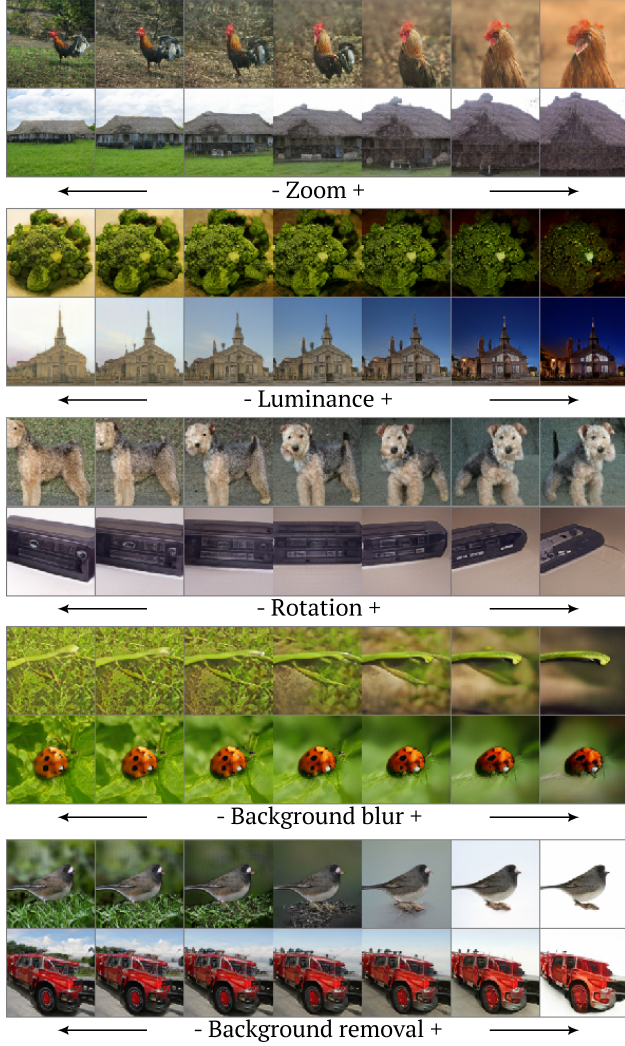 - Zoom +
- Luminance +
- Rotation +
- Background blur +
- Background removal +